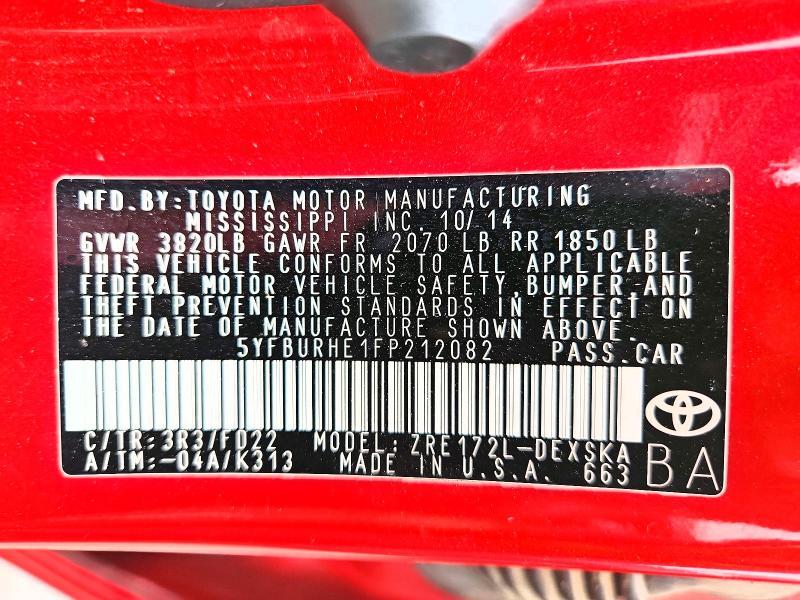 MFD.BY:TOYOTA MOTOR MANUFACTURING
MISSISSIPPI INC. 10/14
GVWR 3820LB GAWR FR 2070 LB RR 1850 LB
THIS VEHICLE CONFORMS TO ALL APPLICABLE
FEDERAL MOTOR VEHICLE SAFETY,BUMPER,AND
THEFT PREVENTION STANDARDS IN EFFECT ON
THE DATE OF MANUFACTURE SHOWN ABOVE.
5YFBURHE1FP212082 PASS.CAR
C/TR:3R3/FD22 MODEL: ZRE172L-DEXSKA
A/TM:-04A/K313 MADE IN U.S.A. 663 BA